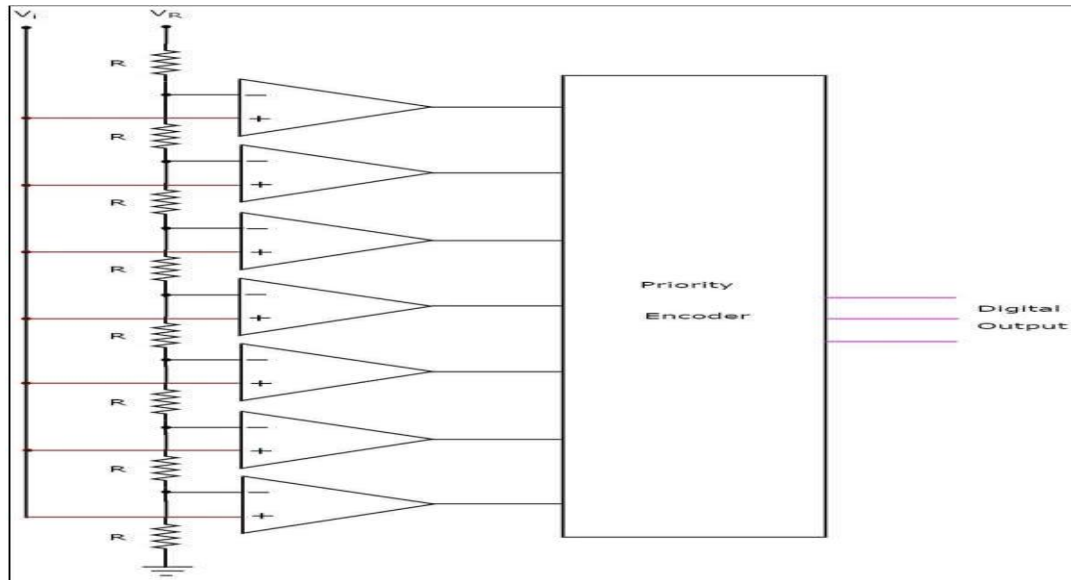 Vi VR
R
R
R
R
R
R
R
R
− +
− +
− +
− +
− +
− +
− +
Priority
Encoder
Digital
Output